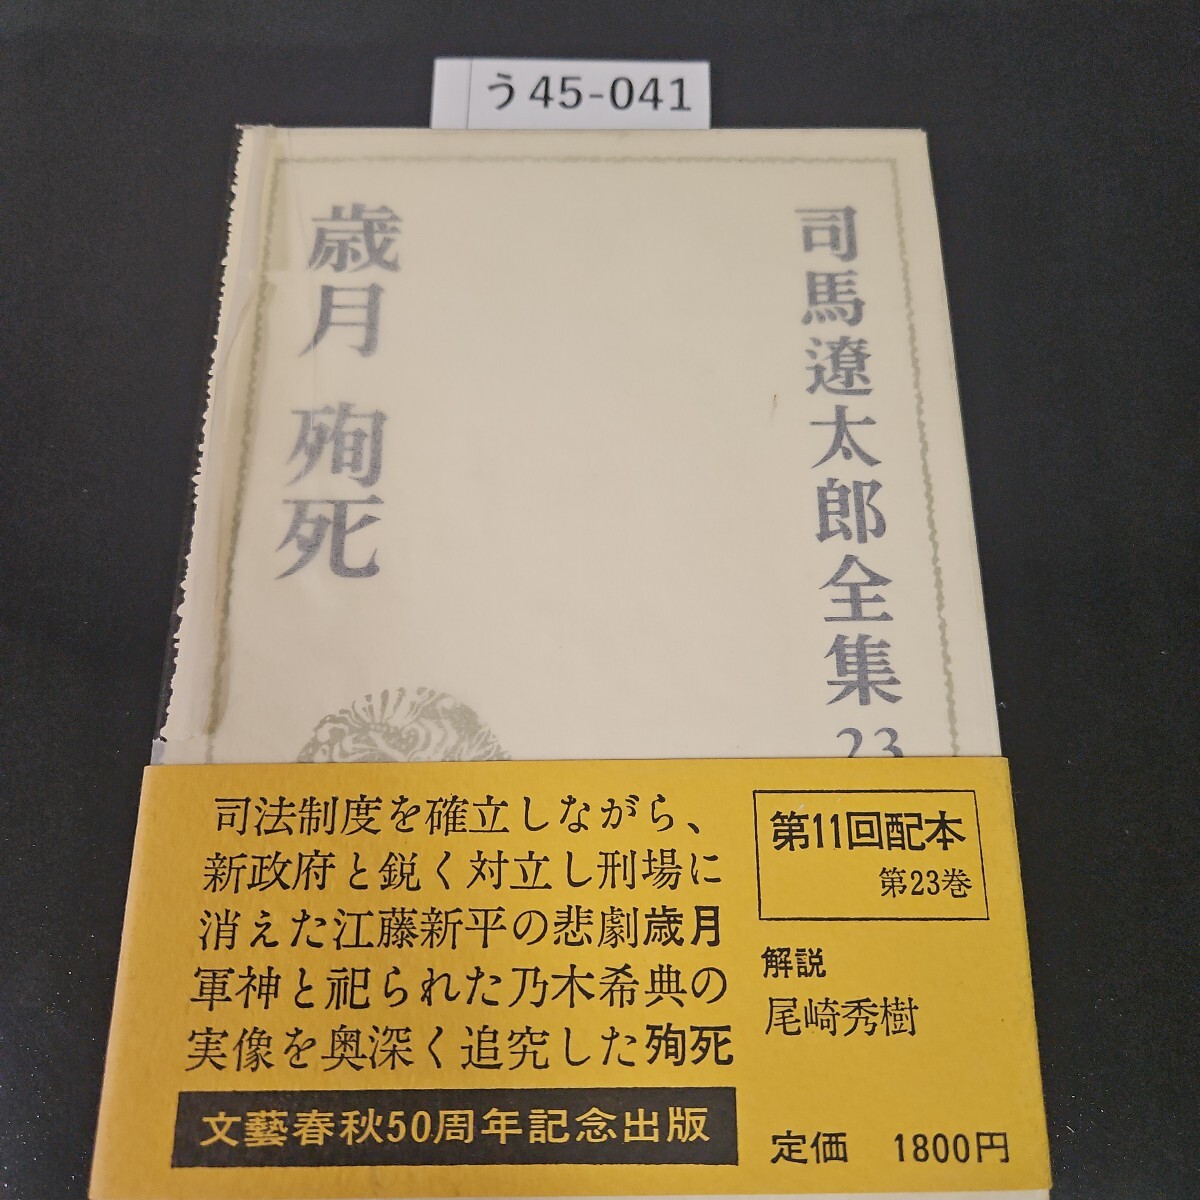 う45-041
司馬遼太郎全集 23
歳月 殉死
司法制度を確立しながら、
新政府と鋭く対立し刑場に
消えた江藤新平の悲劇歳月
軍神と祀られた乃木希典の
実像を奥深く追究した殉死
文藝春秋50周年記念出版
第11回配本
第23巻
解説
尾崎秀樹
定価 1800円